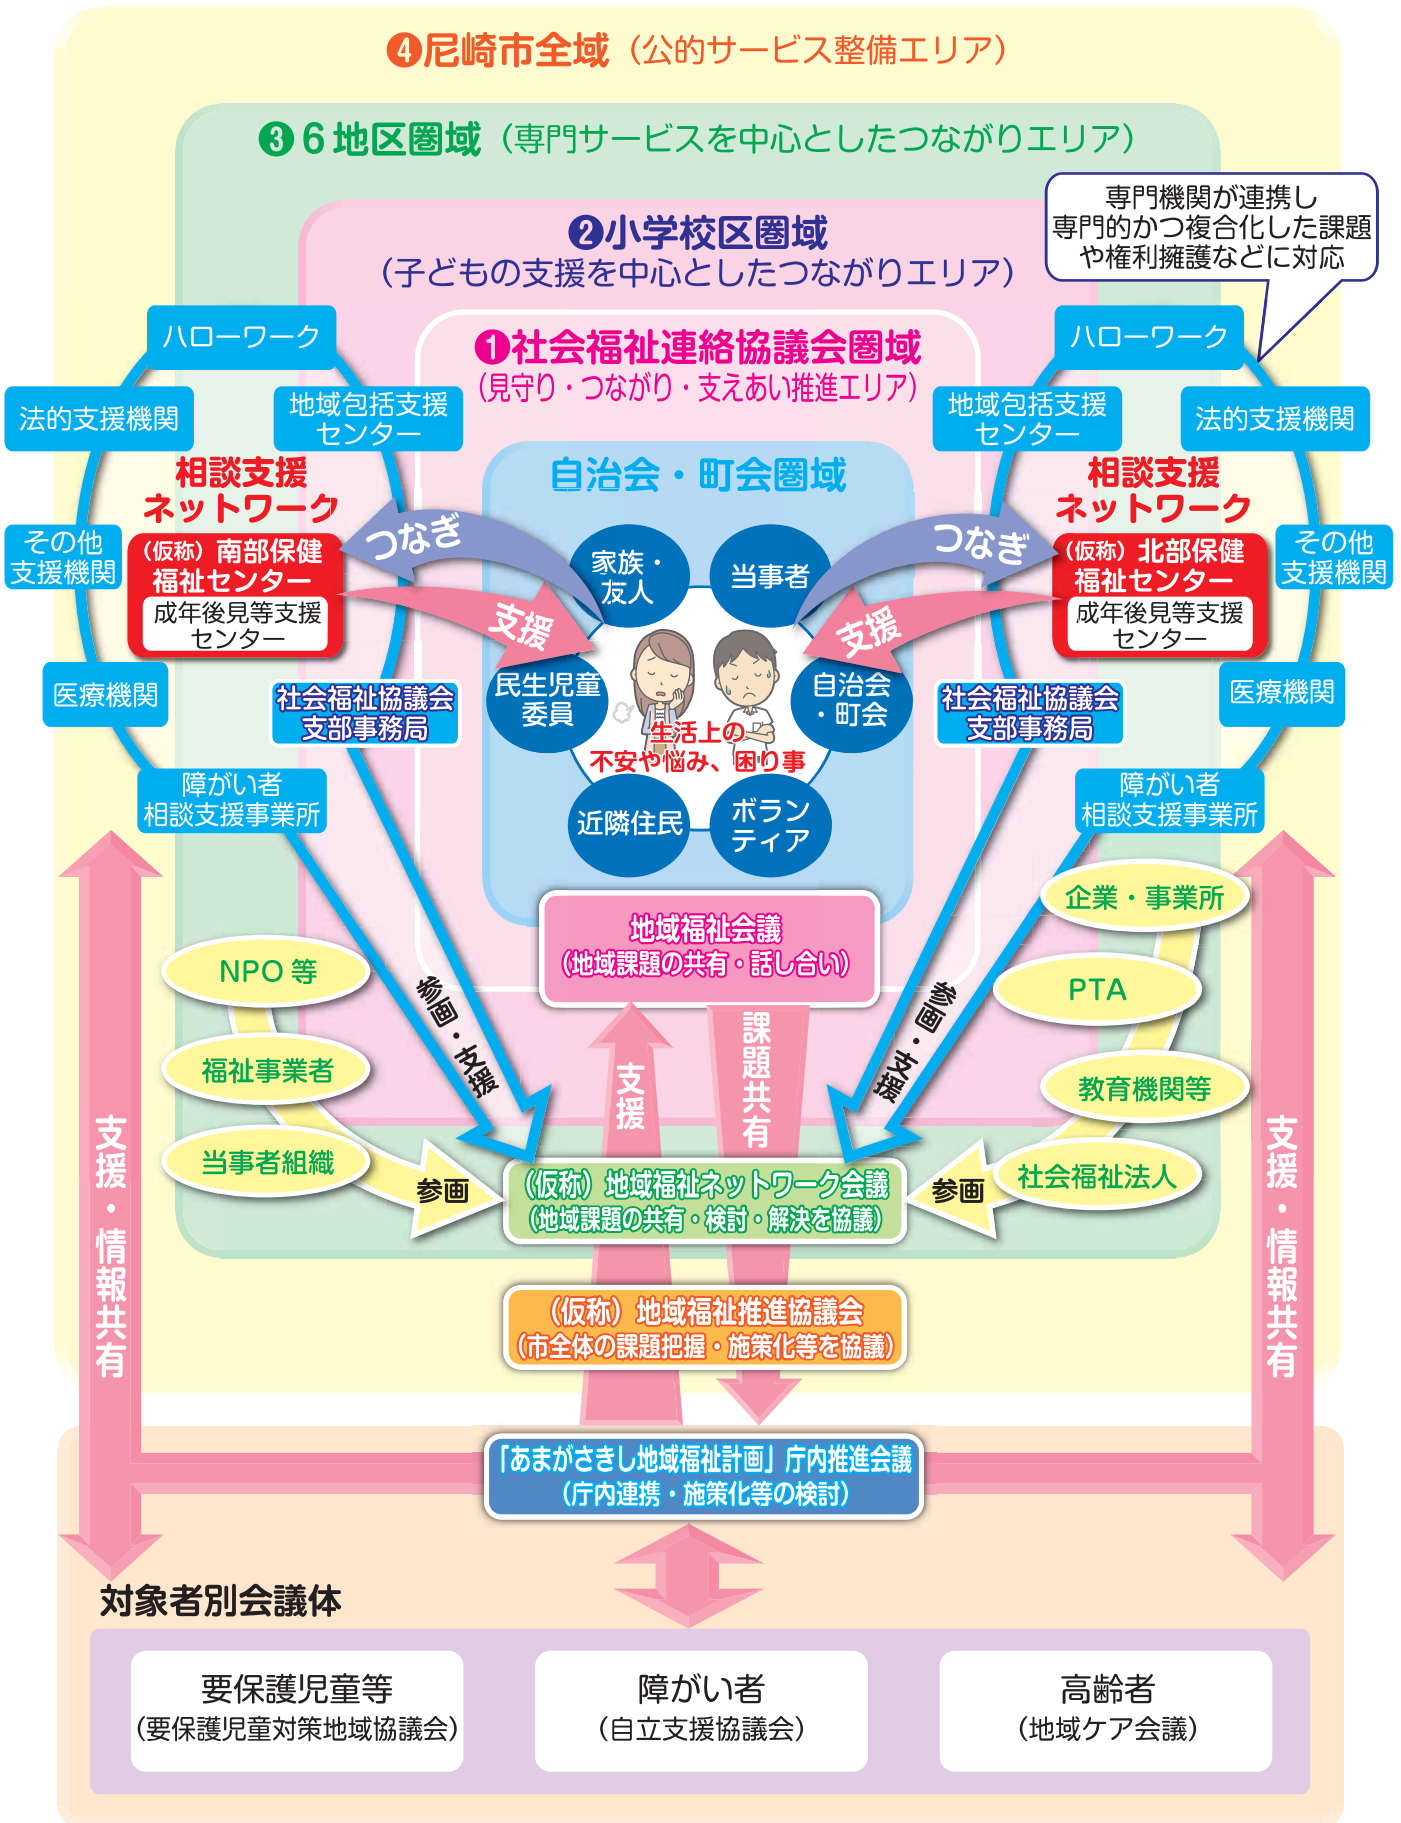 ❹尼崎市全域（公的サービス整備エリア）
❸６地区圏域（専門サービスを中心としたつながりエリア）
❷小学校区圏域
（子どもの支援を中心としたつながりエリア）
専門機関が連携し
専門的かつ複合化した課題
や権利擁護などに対応
❶社会福祉連絡協議会圏域
（見守り・つながり・支えあい推進エリア）
自治会・町会圏域
ハローワーク
法的支援機関
地域包括支援
センター
相談支援
ネットワーク
その他
支援機関
（仮称）南部保健
福祉センター
成年後見等支援
センター
医療機関
社会福祉協議会
支部事務局
障がい者
相談支援事業所
つなぎ
支援
家族・
友人
当事者
民生児童
委員
自治会
・町会
生活上の
不安や悩み、困り事
近隣住民
ボラン
ティア
つなぎ
支援
ハローワーク
地域包括支援
センター
法的支援機関
相談支援
ネットワーク
（仮称）北部保健
福祉センター
成年後見等支援
センター
その他
支援機関
医療機関
社会福祉協議会
支部事務局
障がい者
相談支援事業所
地域福祉会議
（地域課題の共有・話し合い）
参画・支援
参画・支援
支援
課題共有
NPO 等
福祉事業者
当事者組織
参画
企業・事業所
PTA
教育機関等
社会福祉法人
参画
（仮称）地域福祉ネットワーク会議
（地域課題の共有・検討・解決を協議）
（仮称）地域福祉推進協議会
（市全体の課題把握・施策化等を協議）
支援・情報共有
支援・情報共有
「あまがさきし地域福祉計画」庁内推進会議
（庁内連携・施策化等の検討）
対象者別会議体
要保護児童等
（要保護児童対策地域協議会）
障がい者
（自立支援協議会）
高齢者
（地域ケア会議）